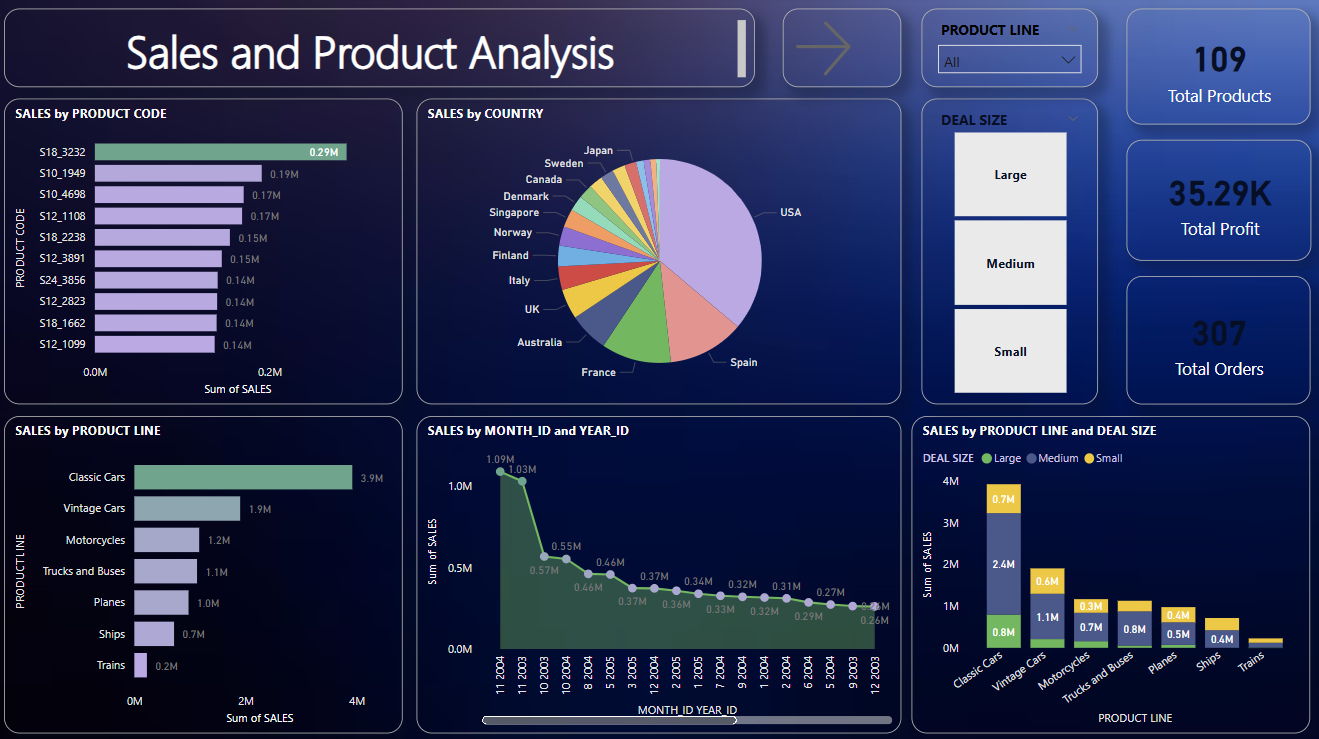 Sales and Product Analysis
PRODUCT LINE
All
109
Total Products
SALES by PRODUCT CODE
PRODUCT CODE
S18_3232
0.29M
S10_1949
0.19M
S10_4698
0.17M
S12_1108
0.17M
S18_2238
0.15M
S12_3891
0.15M
S24_3856
0.14M
S12_2823
0.14M
S18_1662
0.14M
S12_1099
0.14M
0.0M
0.2M
Sum of SALES
SALES by COUNTRY
Japan
Sweden
Canada
Denmark
Singapore
Norway
Finland
Italy
UK
Australia
France
Spain
USA
DEAL SIZE
Large
Medium
Small
35.29K
Total Profit
307
Total Orders
SALES by PRODUCT LINE
PRODUCTLINE
Classic Cars
3.9M
Vintage Cars
1.9M
Motorcycles
1.2M
Trucks and Buses
1.1M
Planes
1.0M
Ships
0.7M
Trains
0.2M
0M
2M
4M
Sum of SALES
SALES by MONTH_ID and YEAR_ID
Sum of SALES
1.0M
0.5M
0.0M
1.09M
1.03M
0.57M
0.55M
0.46M
0.46M
0.37M
0.37M
0.36M
0.34M
0.33M
0.32M
0.32M
0.31M
0.29M
0.27M
0.26M
11 2004
11 2003
10 2003
10 2004
8 2004
5 2005
3 2005
12 2004
2 2005
1 2005
7 2004
9 2004
1 2004
2 2004
6 2004
5 2004
9 2003
12 2003
MONTH_ID YEAR_ID
SALES by PRODUCT LINE and DEAL SIZE
DEAL SIZE
Large
Medium
Small
Sum of SALES
4M
3M
2M
1M
0M
0.7M
2.4M
0.8M
0.6M
1.1M
0.3M
0.7M
0.8M
0.4M
0.5M
0.4M
Classic Cars
Vintage Cars
Motorcycles
Trucks and Buses
Planes
Ships
Trains
PRODUCT LINE